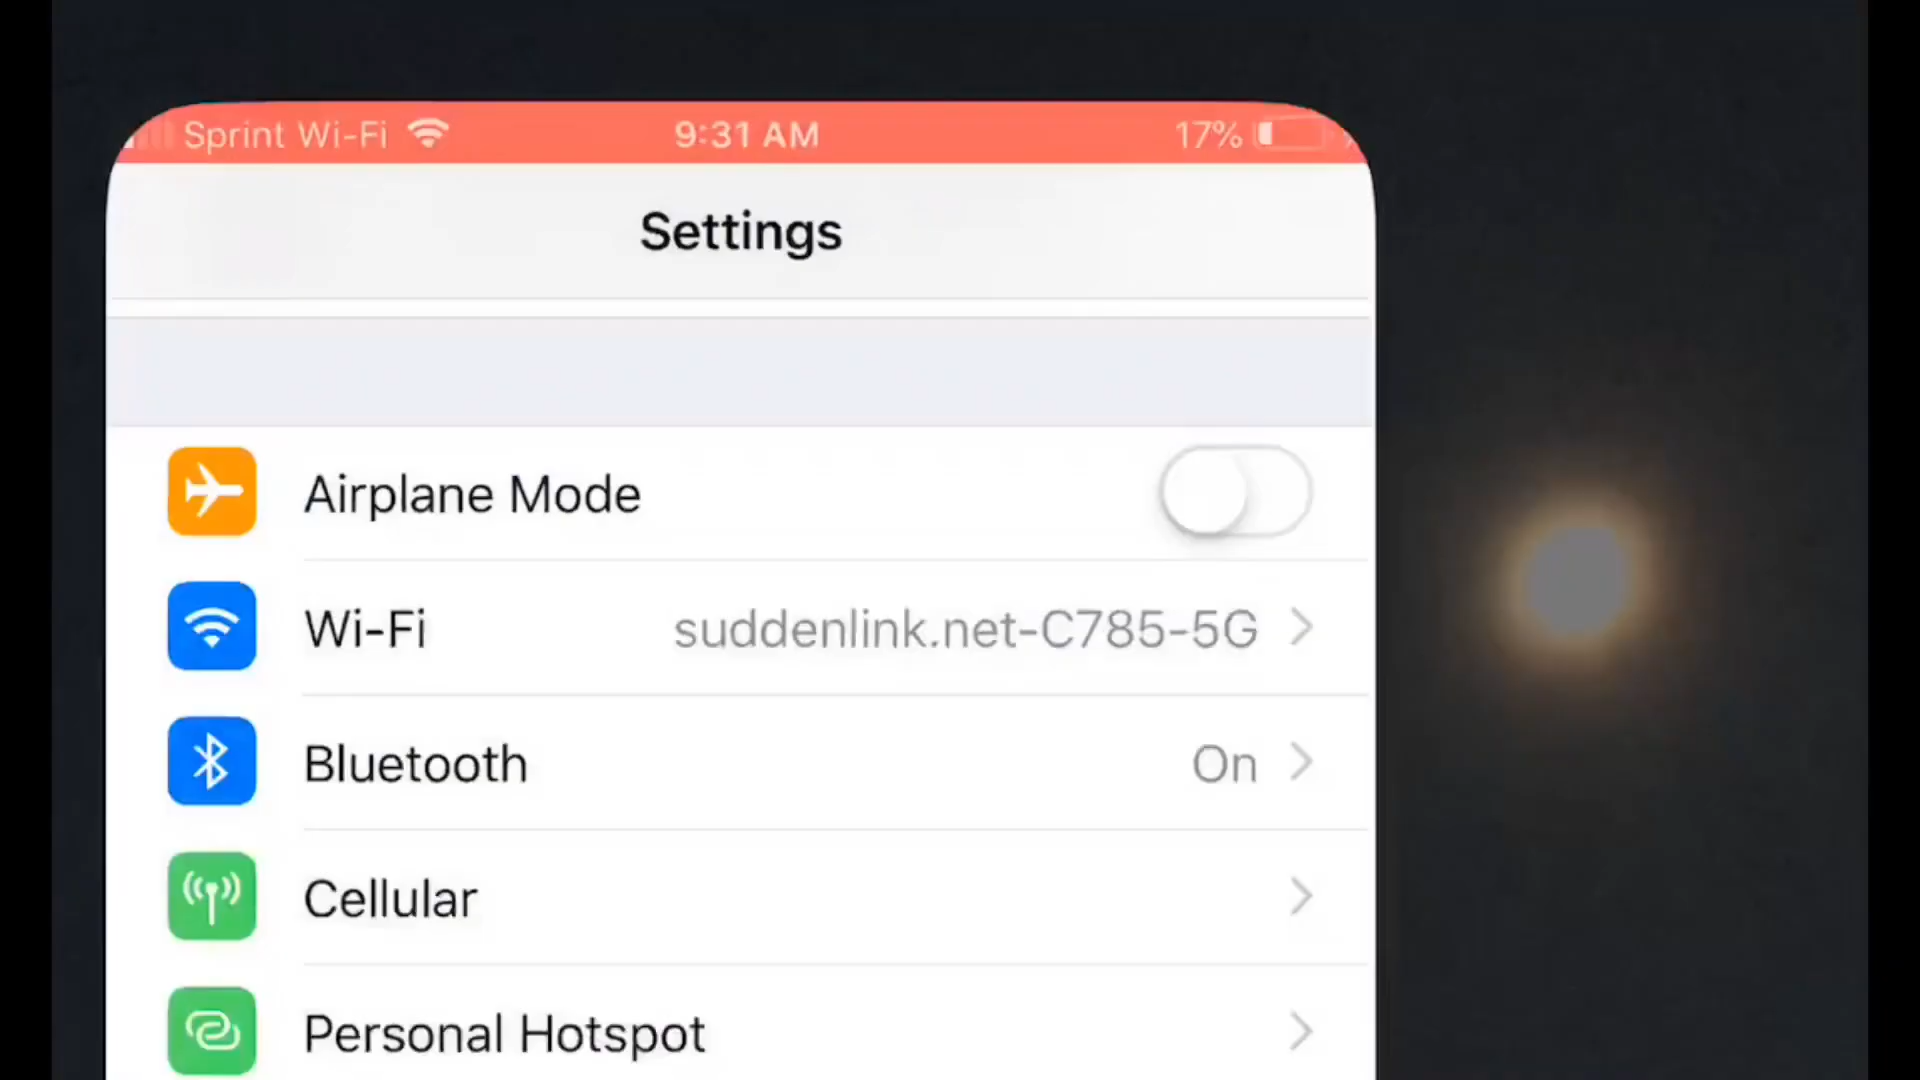 Sprint Wi-Fi 9:31 AM 17%
Settings
Airplane Mode
Wi-Fi suddenlink.net-C785-5G
Bluetooth On
Cellular
Personal Hotspot